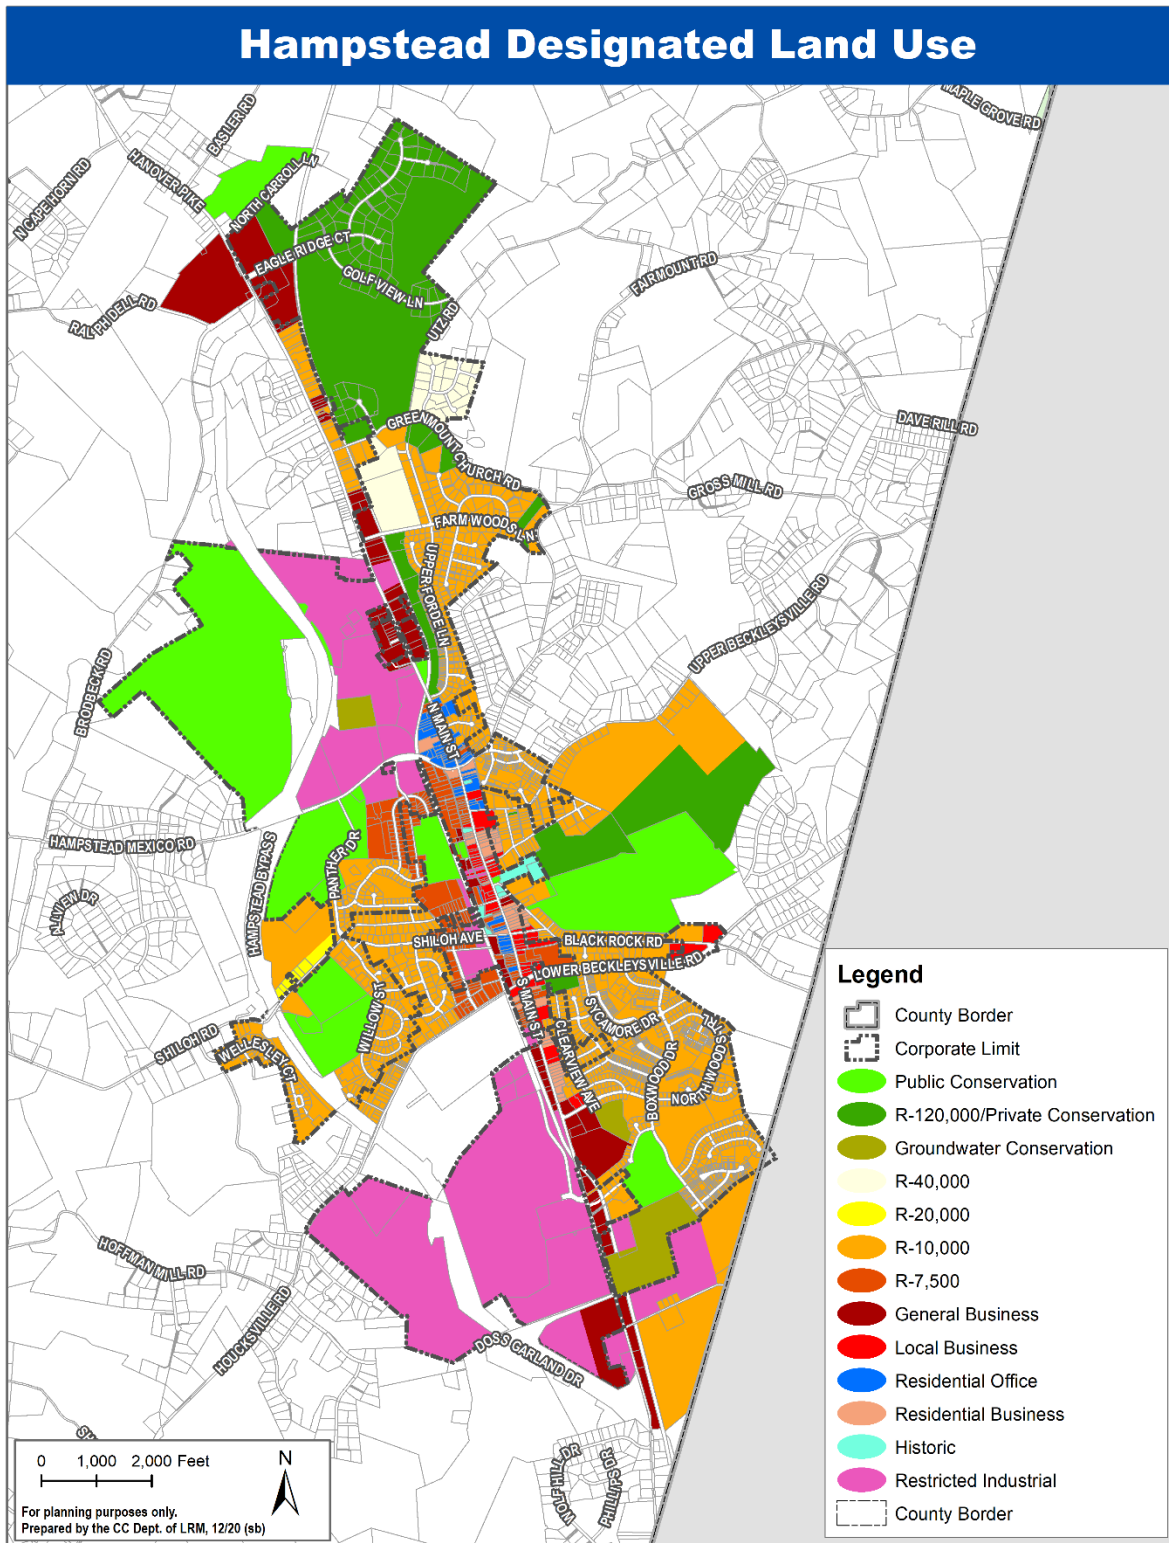 Hampstead Designated Land Use
MAPLE GROVE RD
BASLER RD
HANOVER PIKE
NORTH CARROLL LN
N CAPE HORN RD
EAGLE RIDGE CT
GOLF VIEW LN
FAIRMOUNT RD
RALPH DELL RD
UTZ RD
DAVE RILL RD
GREENMOUNT CHURCH RD
GROSS MILL RD
FARM WOODS LN
UPPER FORDE LN
UPPER BECKLEYSVILLE RD
BRODBECK RD
N MAIN ST
HAMPSTEAD MEXICO RD
PANTHER DR
HAMPSTEAD BYPASS
ALLVIEW DR
SHILOH AVE
BLACK ROCK RD
LOWER BECKLEYSVILLE RD
S MAIN ST
SYCAMORE DR
WILLOW ST
CLEARVIEW AVE
BOXWOOD DR
NORTH WOODS TRL
SHILOH RD
WELLESLEY CT
HOFFMAN MILL RD
HOUCKSVILLE RD
DOSS GARLAND DR
WOLF HILL DR
PHILLIPS DR
Legend
County Border
Corporate Limit
Public Conservation
R-120,000/Private Conservation
Groundwater Conservation
R-40,000
R-20,000
R-10,000
R-7,500
General Business
Local Business
Residential Office
Residential Business
Historic
Restricted Industrial
County Border
0 1,000 2,000 Feet
N
For planning purposes only.
Prepared by the CC Dept. of LRM, 12/20 (sb)